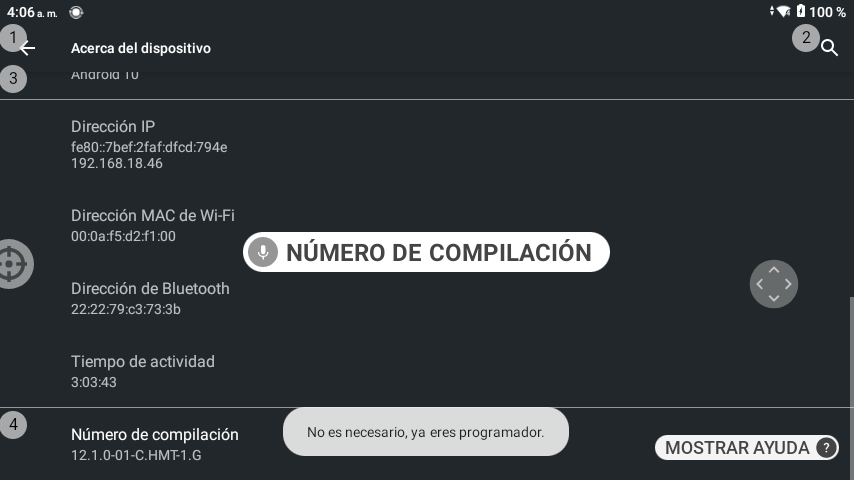 4:06 a. m.
100 %
1
Acerca del dispositivo
2
3
Android 10
Dirección IP
fe80::7bef:2faf:dfcd:794e
192.168.18.46
Dirección MAC de Wi-Fi
00:0a:f5:d2:f1:00
NÚMERO DE COMPILACIÓN
Dirección de Bluetooth
22:22:79:c3:73:3b
Tiempo de actividad
3:03:43
4
Número de compilación
12.1.0-01-C.HMT-1.G
No es necesario, ya eres programador.
MOSTRAR AYUDA ?